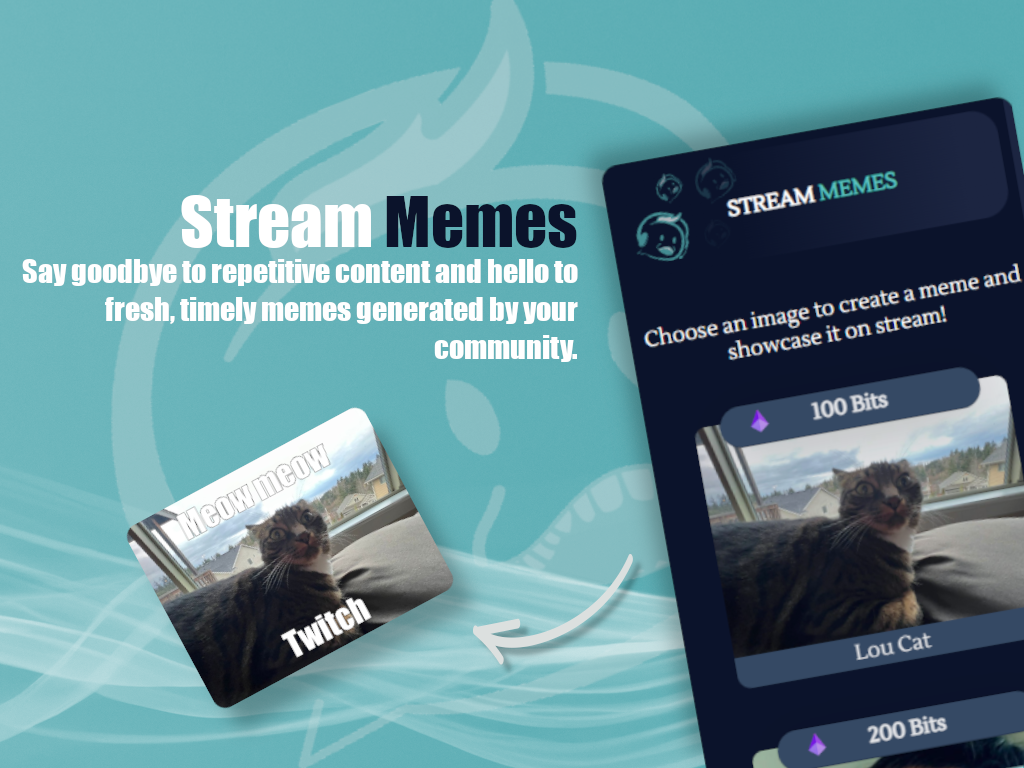 Stream Memes
Say goodbye to repetitive content and hello to
fresh, timely memes generated by your
community.
Meow meow
Twitch
STREAM MEMES
Choose an image to create a meme and
showcase it on stream!
100 Bits
Lou Cat
200 Bits